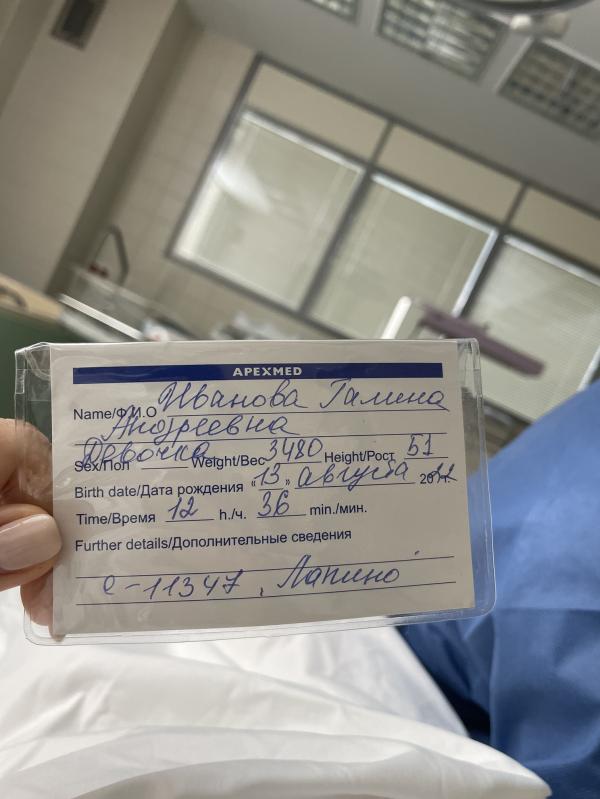 APEXMED
Name/Ф.И.О Иванова Галина
Андреевна
Sex/Пол Девочка Weight/Вес 3480 Height/Рост 51
Birth date/Дата рождения «13» августа 2022г.
Time/Время 12 h./ч. 36 min./мин.
Further details/Дополнительные сведения
с-11347, Лапино